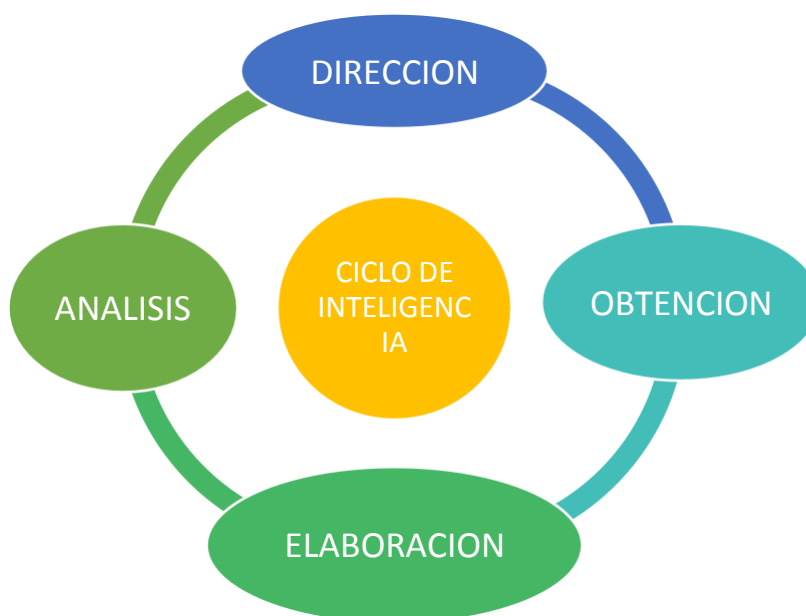 DIRECCION
ANALISIS
CICLO DE
INTELIGENC
IA
OBTENCION
ELABORACION